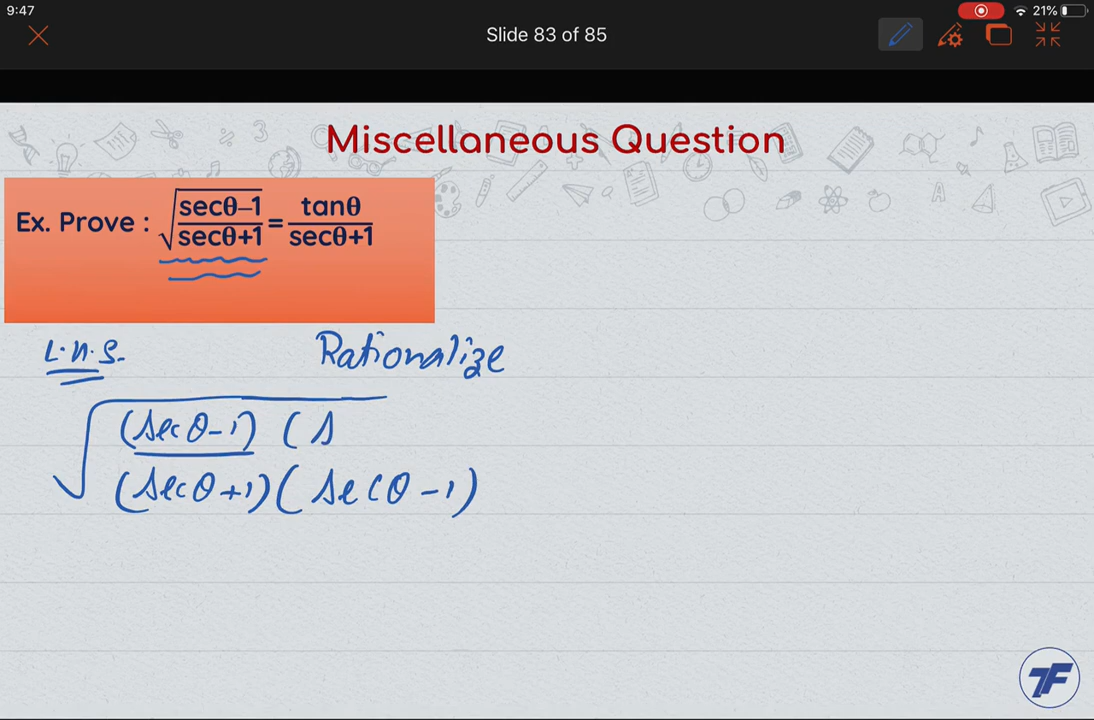 9:47
21%
Slide 83 of 85
Miscellaneous Question
Ex. Prove : √((secθ–1)/(secθ+1)) = tanθ/(secθ+1)
L.H.S.
Rationalize
(secθ-1) (s
(secθ+1)(secθ-1)
TF